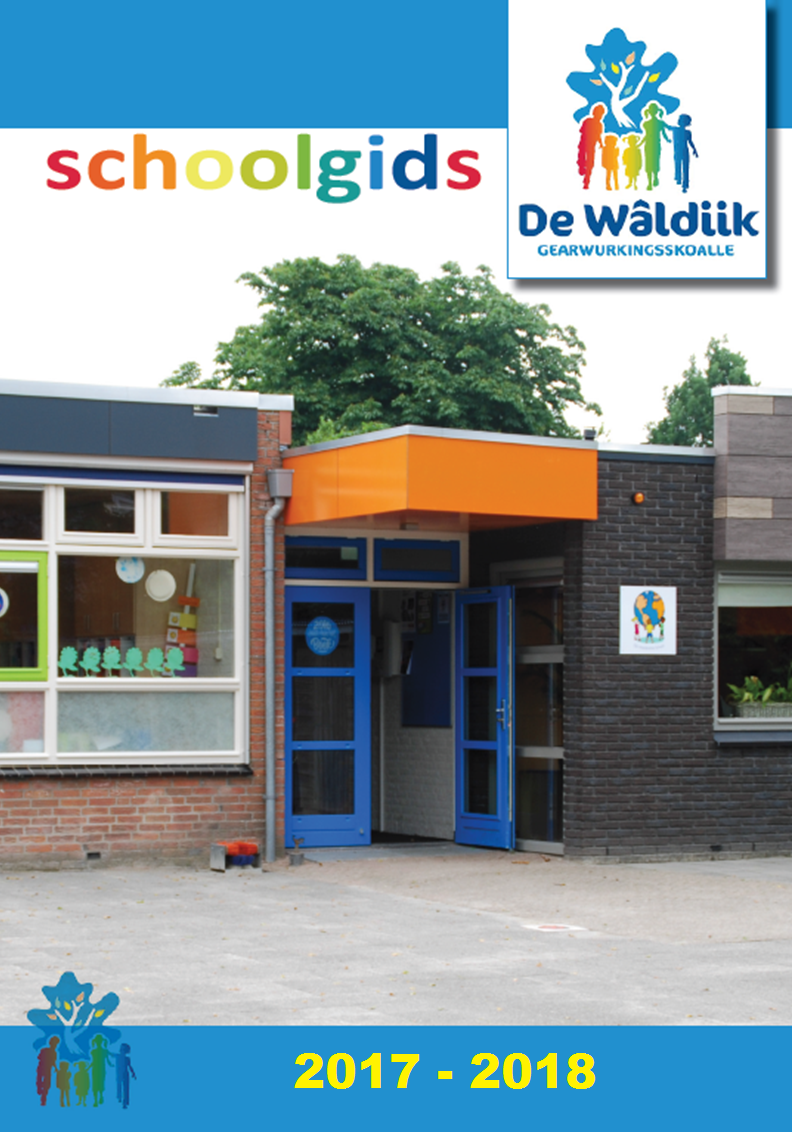 schoolgids
De Wâldiik
GEARWURKINGSSKOALLE
2017 - 2018